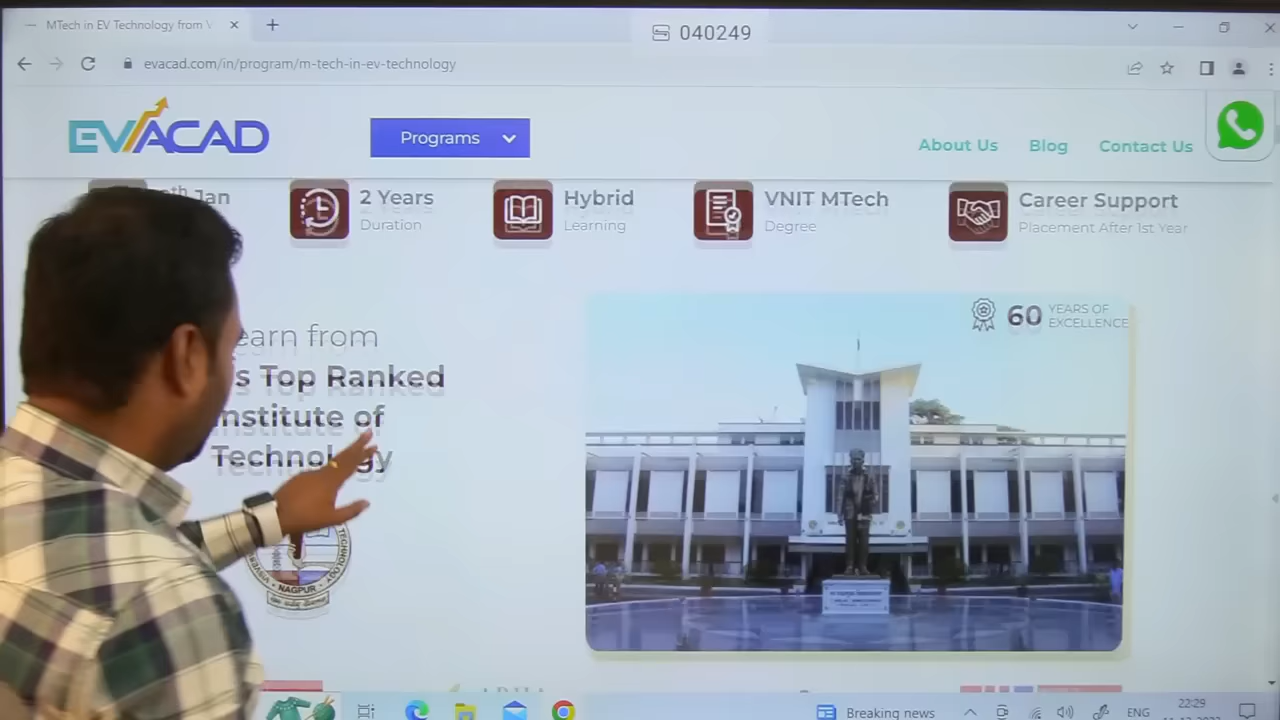 MTech in EV Technology from V
040249
evacad.com/in/program/m-tech-in-ev-technology
EVACAD
Programs
About Us
Blog
Contact Us
th Jan
2 Years
Duration
Hybrid
Learning
VNIT MTech
Degree
Career Support
Placement After 1st Year
earn from
s Top Ranked
nstitute of
Technology
60 YEARS OF
EXCELLENCE
NAGPUR
Breaking news
ENG
22:29